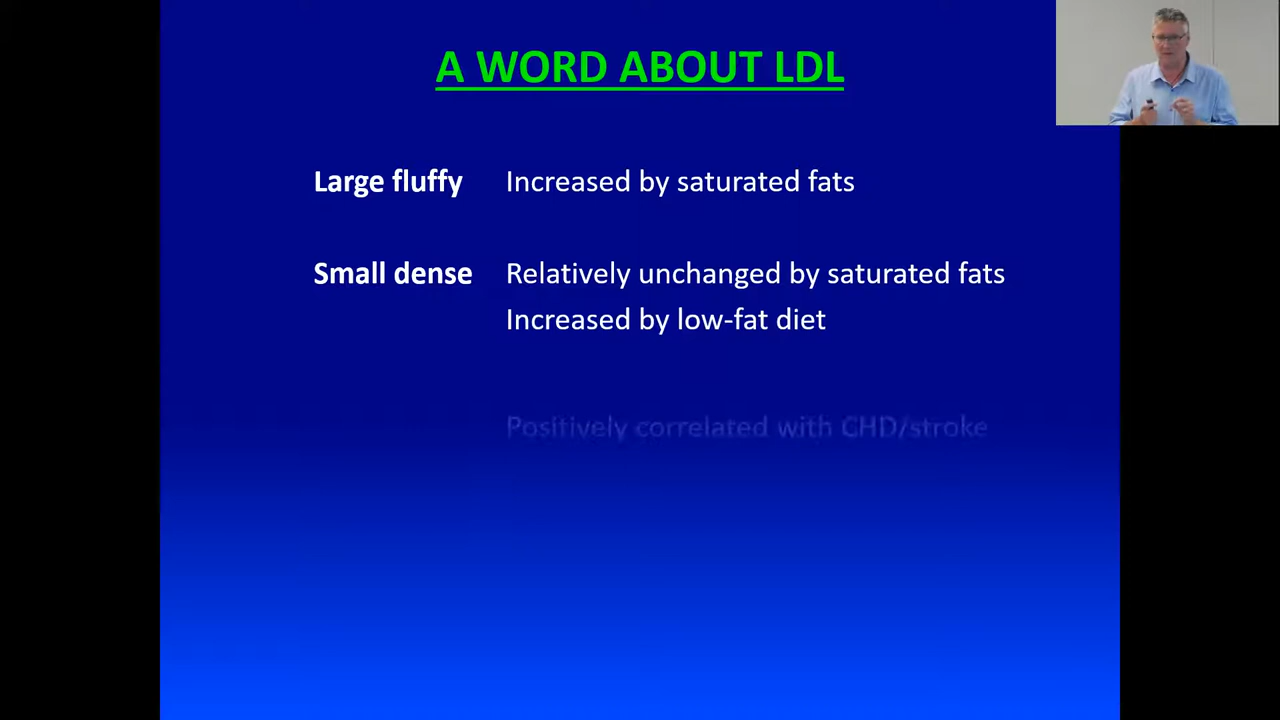 A WORD ABOUT LDL
Large fluffy Increased by saturated fats
Small dense Relatively unchanged by saturated fats
Increased by low-fat diet
Positively correlated with CHD/stroke